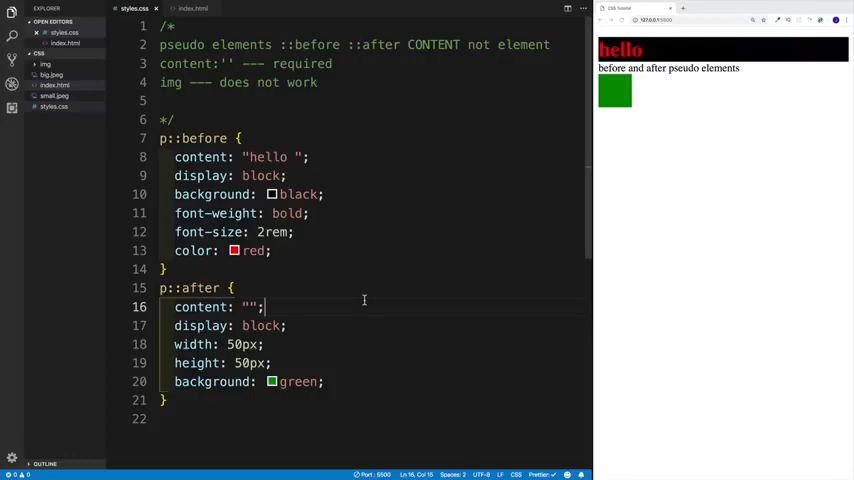 EXPLORER
OPEN EDITORS
styles.css
index.html
CSS
img
big.jpeg
index.html
small.jpeg
styles.css
OUTLINE
styles.css
index.html
1 /*
2 pseudo elements ::before ::after CONTENT not element
3 content:'' --- required
4 img --- does not work
5
6 */
7 p::before {
8 content: "hello ";
9 display: block;
10 background: black;
11 font-weight: bold;
12 font-size: 2rem;
13 color: red;
14 }
15 p::after {
16 content: "";
17 display: block;
18 width: 50px;
19 height: 50px;
20 background: green;
21 }
22
0 0 Port : 5500 Ln 16, Col 15 Spaces: 2 UTF-8 LF CSS Prettier: ✓
CSS Tutorial
127.0.0.1:5500
hello
before and after pseudo elements